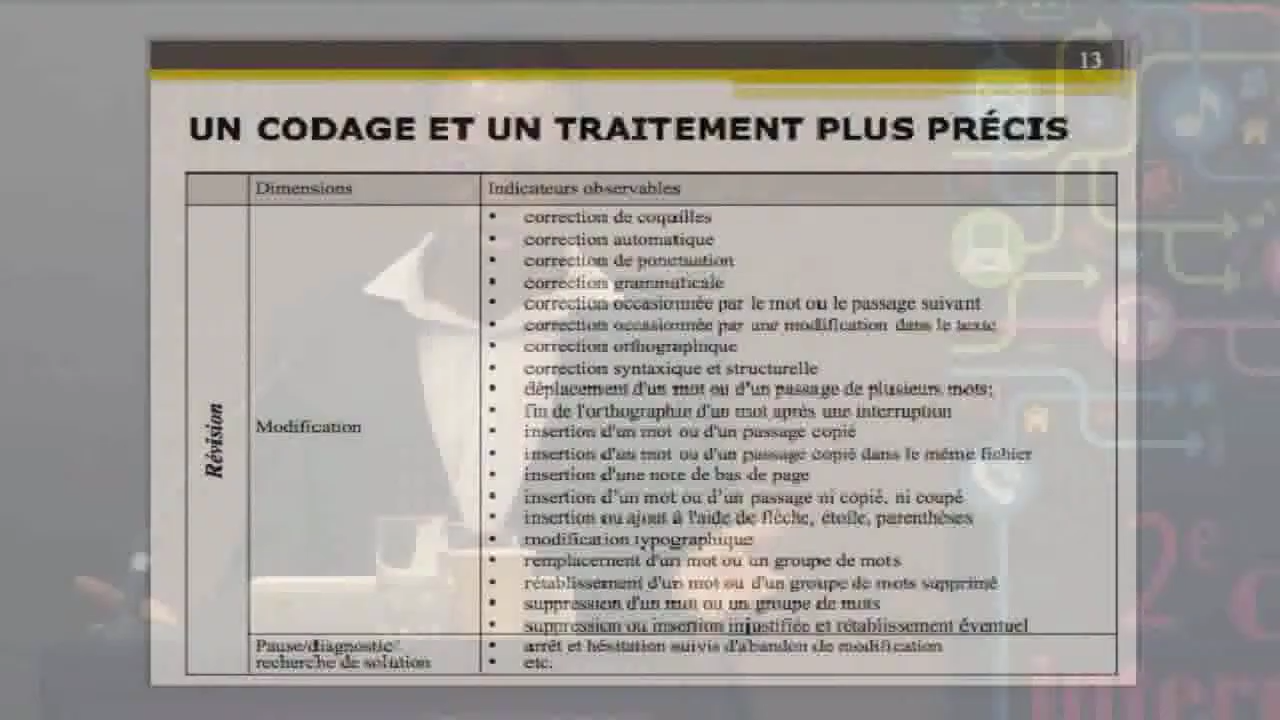 13
UN CODAGE ET UN TRAITEMENT PLUS PRÉCIS
Dimensions
Indicateurs observables
Révision
Modification
• correction de coquilles
• correction automatique
• correction de ponctuation
• correction grammaticale
• correction occasionnée par le mot ou le passage suivant
• correction occasionnée par une modification dans le texte
• correction orthographique
• correction syntaxique et structurelle
• déplacement d'un mot ou d'un passage de plusieurs mots;
• fin de l'orthographie d'un mot après une interruption
• insertion d'un mot ou d'un passage copié
• insertion d'un mot ou d'un passage copié dans le même fichier
• insertion d'une note de bas de page
• insertion d'un mot ou d'un passage ni copié, ni coupé
• insertion ou ajout à l'aide de flèche, étoile, parenthèses
• modification typographique
• remplacement d'un mot ou un groupe de mots
• rétablissement d'un mot ou d'un groupe de mots supprimé
• suppression d'un mot ou un groupe de mots
• suppression ou insertion injustifiée et rétablissement éventuel
Pause/diagnostic/
recherche de solution
• arrêt et hésitation suivis d'abandon de modification
• etc.
2e c